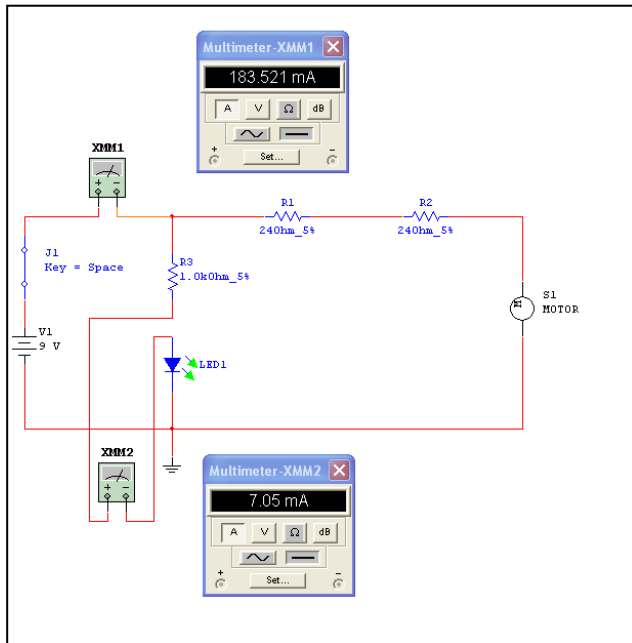 Multimeter-XMM1
183.521 mA
A V Ω dB
+ Set... -
XMM1
+ -
R1
24Ohm_5%
R2
24Ohm_5%
J1
Key = Space
R3
1.0kOhm_5%
S1
MOTOR
M
V1
9 V
LED1
XMM2
+ -
Multimeter-XMM2
7.05 mA
A V Ω dB
+ Set... -